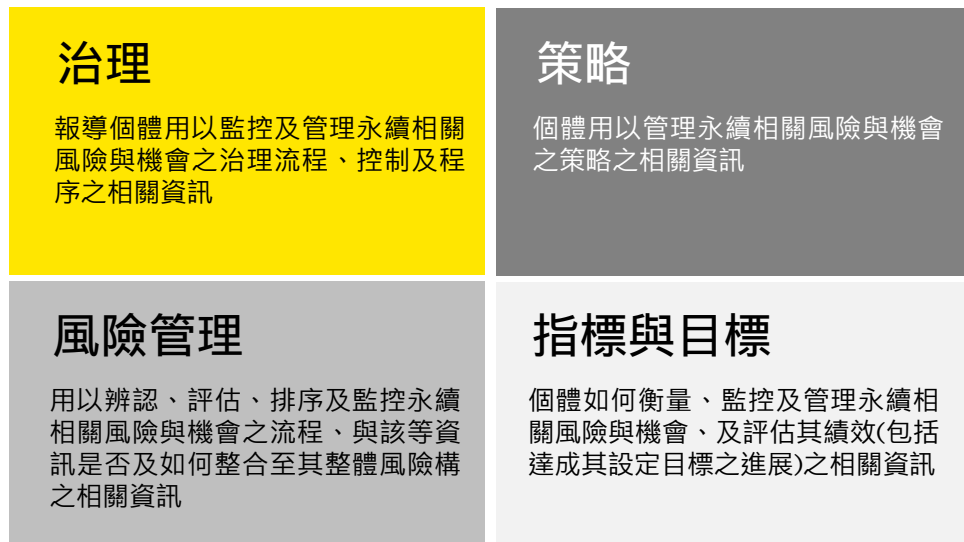 治理
報導個體用以監控及管理永續相關
風險與機會之治理流程、控制及程
序之相關資訊
策略
個體用以管理永續相關風險與機會
之策略之相關資訊
風險管理
用以辨認、評估、排序及監控永續
相關風險與機會之流程、與該等資
訊是否及如何整合至其整體風險構
之相關資訊
指標與目標
個體如何衡量、監控及管理永續相
關風險與機會、及評估其績效(包括
達成其設定目標之進展)之相關資訊